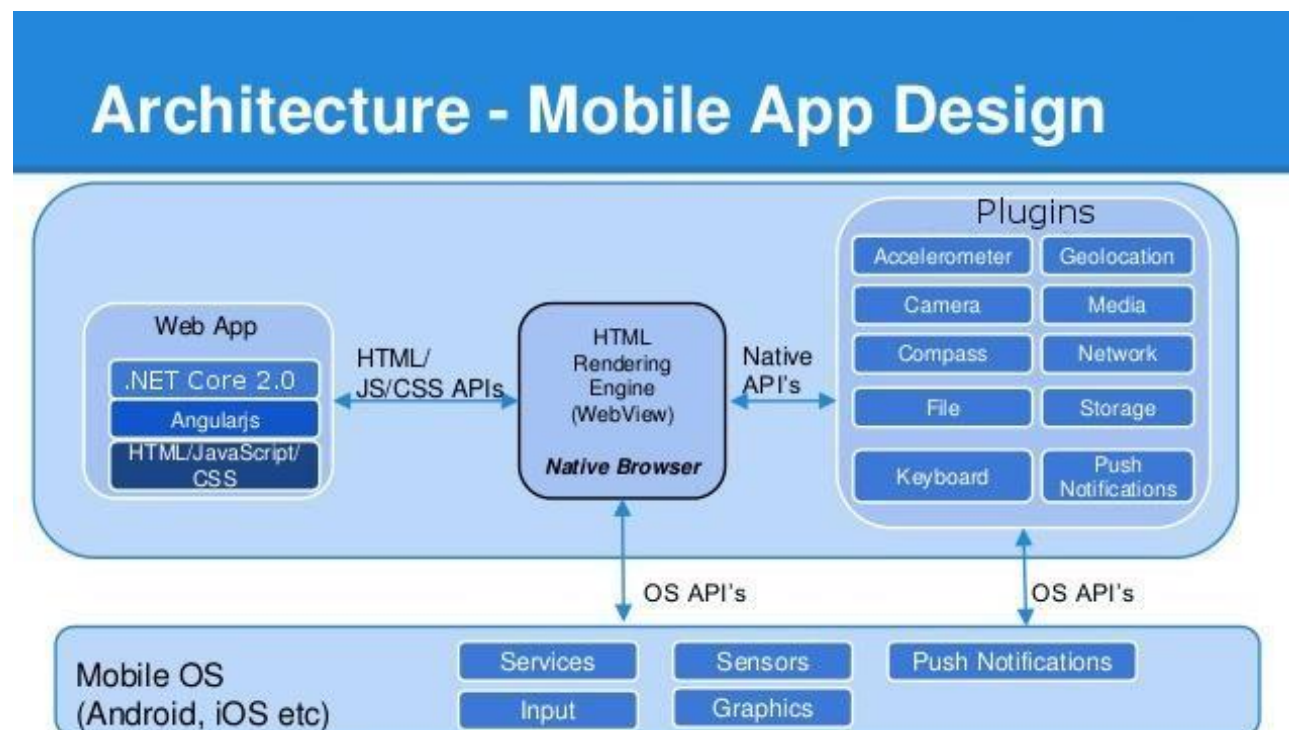 Architecture - Mobile App Design
Web App
.NET Core 2.0
Angularjs
HTML/JavaScript/
CSS
HTML/
JS/CSS APIs
HTML
Rendering
Engine
(WebView)
Native Browser
Native
API's
Plugins
Accelerometer
Geolocation
Camera
Media
Compass
Network
File
Storage
Keyboard
Push
Notifications
OS API's
OS API's
Mobile OS
(Android, iOS etc)
Services
Sensors
Push Notifications
Input
Graphics